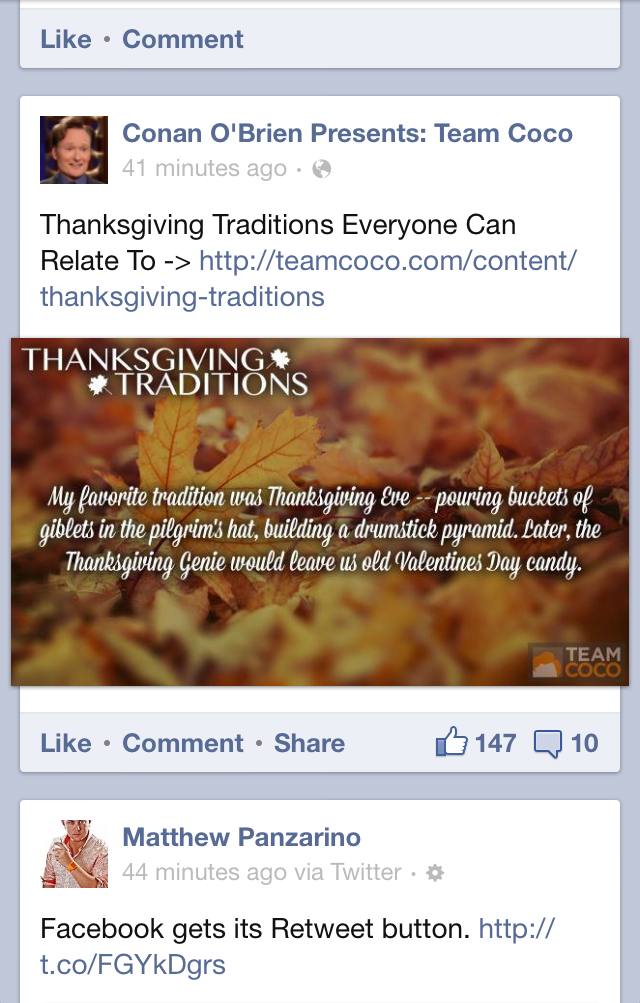 Like • Comment
Conan O'Brien Presents: Team Coco
41 minutes ago ·
Thanksgiving Traditions Everyone Can
Relate To -> http://teamcoco.com/content/
thanksgiving-traditions
THANKSGIVING
TRADITIONS
My favorite tradition was Thanksgiving Eve -- pouring buckets of
giblets in the pilgrim's hat, building a drumstick pyramid. Later, the
Thanksgiving Genie would leave us old Valentines Day candy.
TEAM
COCO
Like • Comment • Share 147 10
Matthew Panzarino
44 minutes ago via Twitter ·
Facebook gets its Retweet button. http://
t.co/FGYkDgrs